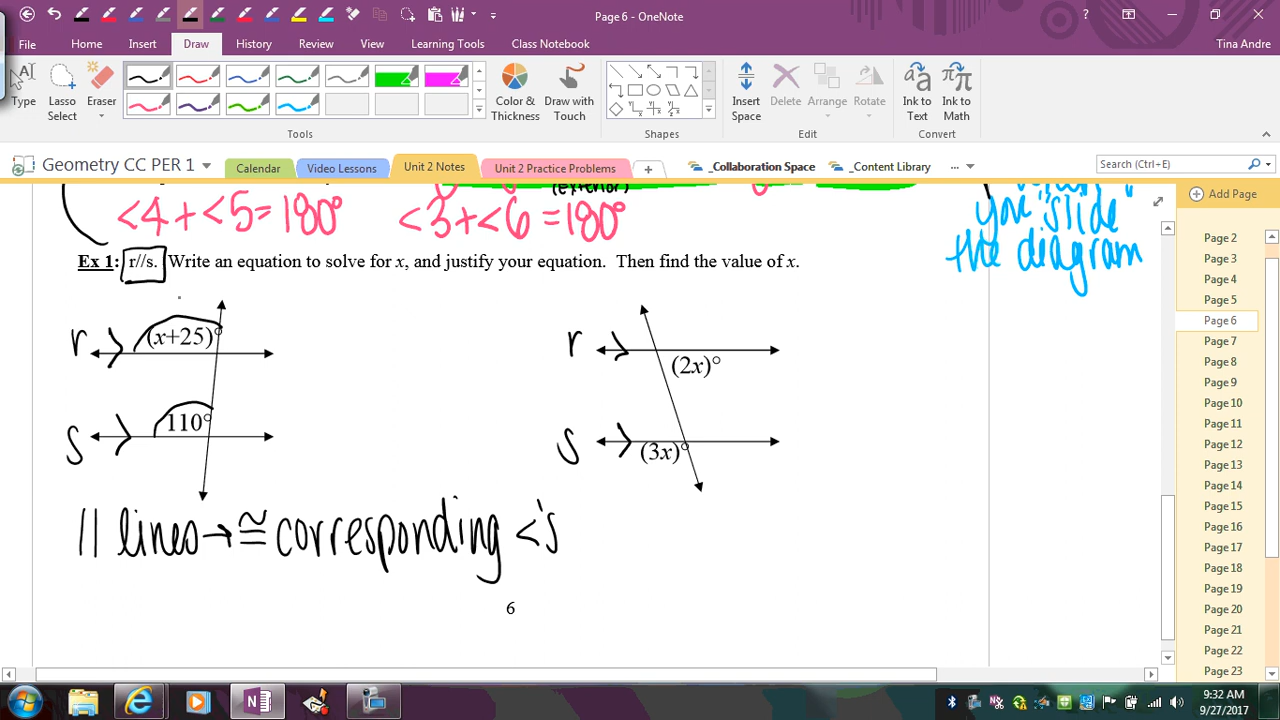 Page 6 - OneNote
?
File Home Insert Draw History Review View Learning Tools Class Notebook
Tina Andre
Type
Lasso Select
Eraser
Color & Thickness
Draw with Touch
Insert Space
Delete
Arrange
Rotate
Ink to Text
Ink to Math
Tools
Shapes
Edit
Convert
Geometry CC PER 1
Calendar Video Lessons Unit 2 Notes Unit 2 Practice Problems + _Collaboration Space _Content Library ...
Search (Ctrl+E)
Add Page
(exterior)
<4 + <5 = 180° <3 + <6 = 180°
you "slide"
the diagram
Ex 1: r//s. Write an equation to solve for x, and justify your equation. Then find the value of x.
r (x+25)°
s 110°
r (2x)°
s (3x)°
|| lines → ≅ corresponding <'s
6
Page 2
Page 3
Page 4
Page 5
Page 6
Page 7
Page 8
Page 9
Page 10
Page 11
Page 12
Page 13
Page 14
Page 15
Page 16
Page 17
Page 18
Page 19
Page 20
Page 21
Page 22
Page 23
9:32 AM
9/27/2017